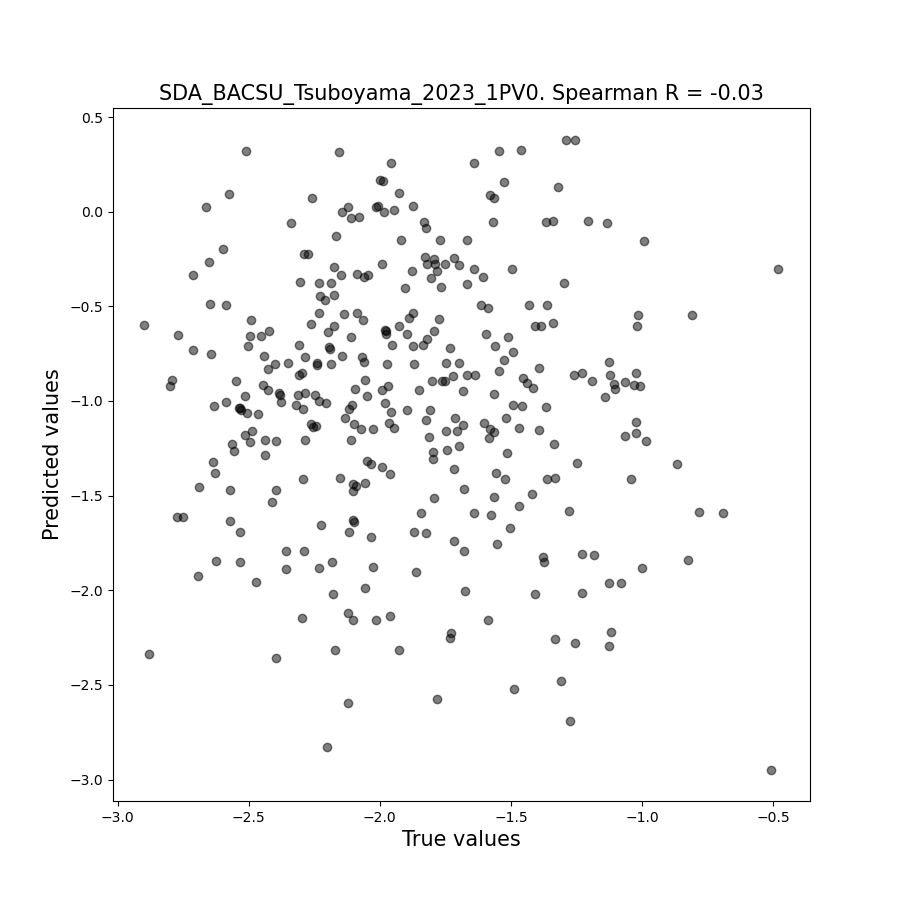 SDA_BACSU_Tsuboyama_2023_1PV0. Spearman R = -0.03
0.5
0.0
−0.5
−1.0
−1.5
−2.0
−2.5
−3.0
Predicted values
−3.0 −2.5 −2.0 −1.5 −1.0 −0.5
True values